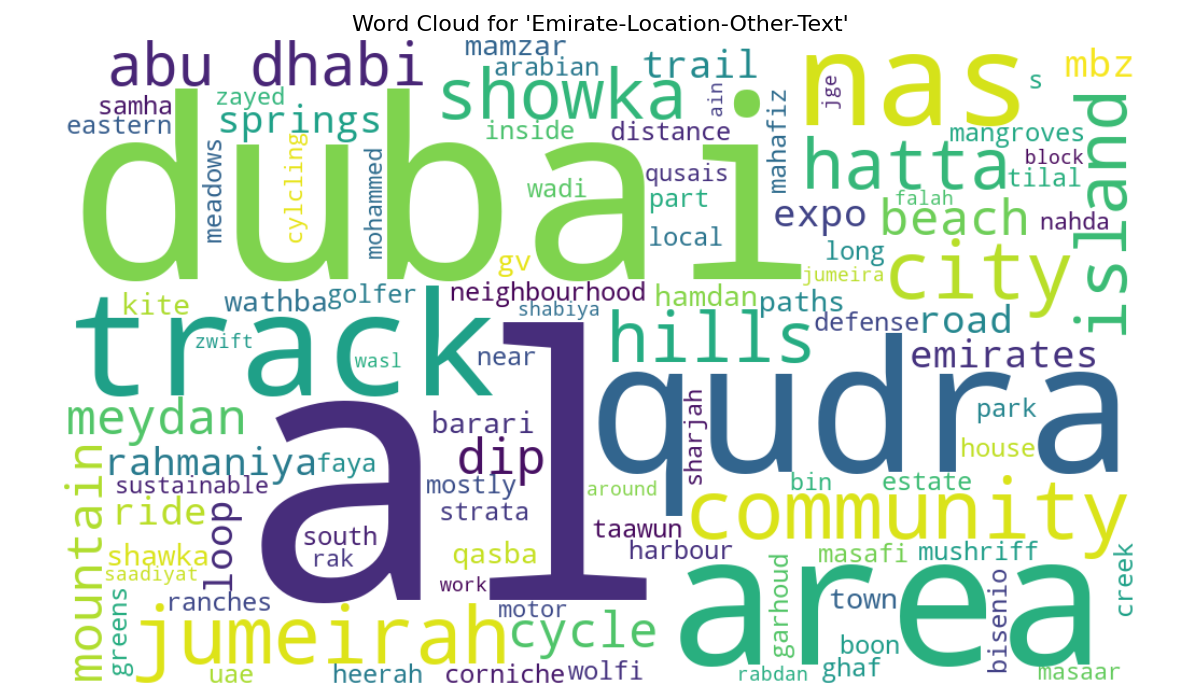 Word Cloud for 'Emirate-Location-Other-Text'
abu dhabi
mamzar
arabian
trail
nas
jge
s
mbz
samha
zayed
springs
eastern
showka
inside
distance
ain
mahafiz
hatta
mangroves
block
tilal
island
dubai
meadows
cylcling
mohammed
wadi
qusais
part
local
expo
falah
beach
nahda
long
jumeira
city
gv
kite
wathba
golfer
neighbourhood
shabiya
hamdan
paths
defense
road
track
zwift
wasl
near
hills
emirates
al
qudra
sharjah
park
house
meydan
barari
dip
rahmaniya
faya
sustainable
mostly
strata
around
bin
estate
mountain
ride
loop
south
rak
qasba
taawun
harbour
community
masafi
mushriff
creek
shawka
saadiyat
work
ranches
greens
jumeirah
motor
cycle
area
garhoud
town
boon
ghaf
bisenio
uae
heerah
corniche
wolfi
rabdan
masaar